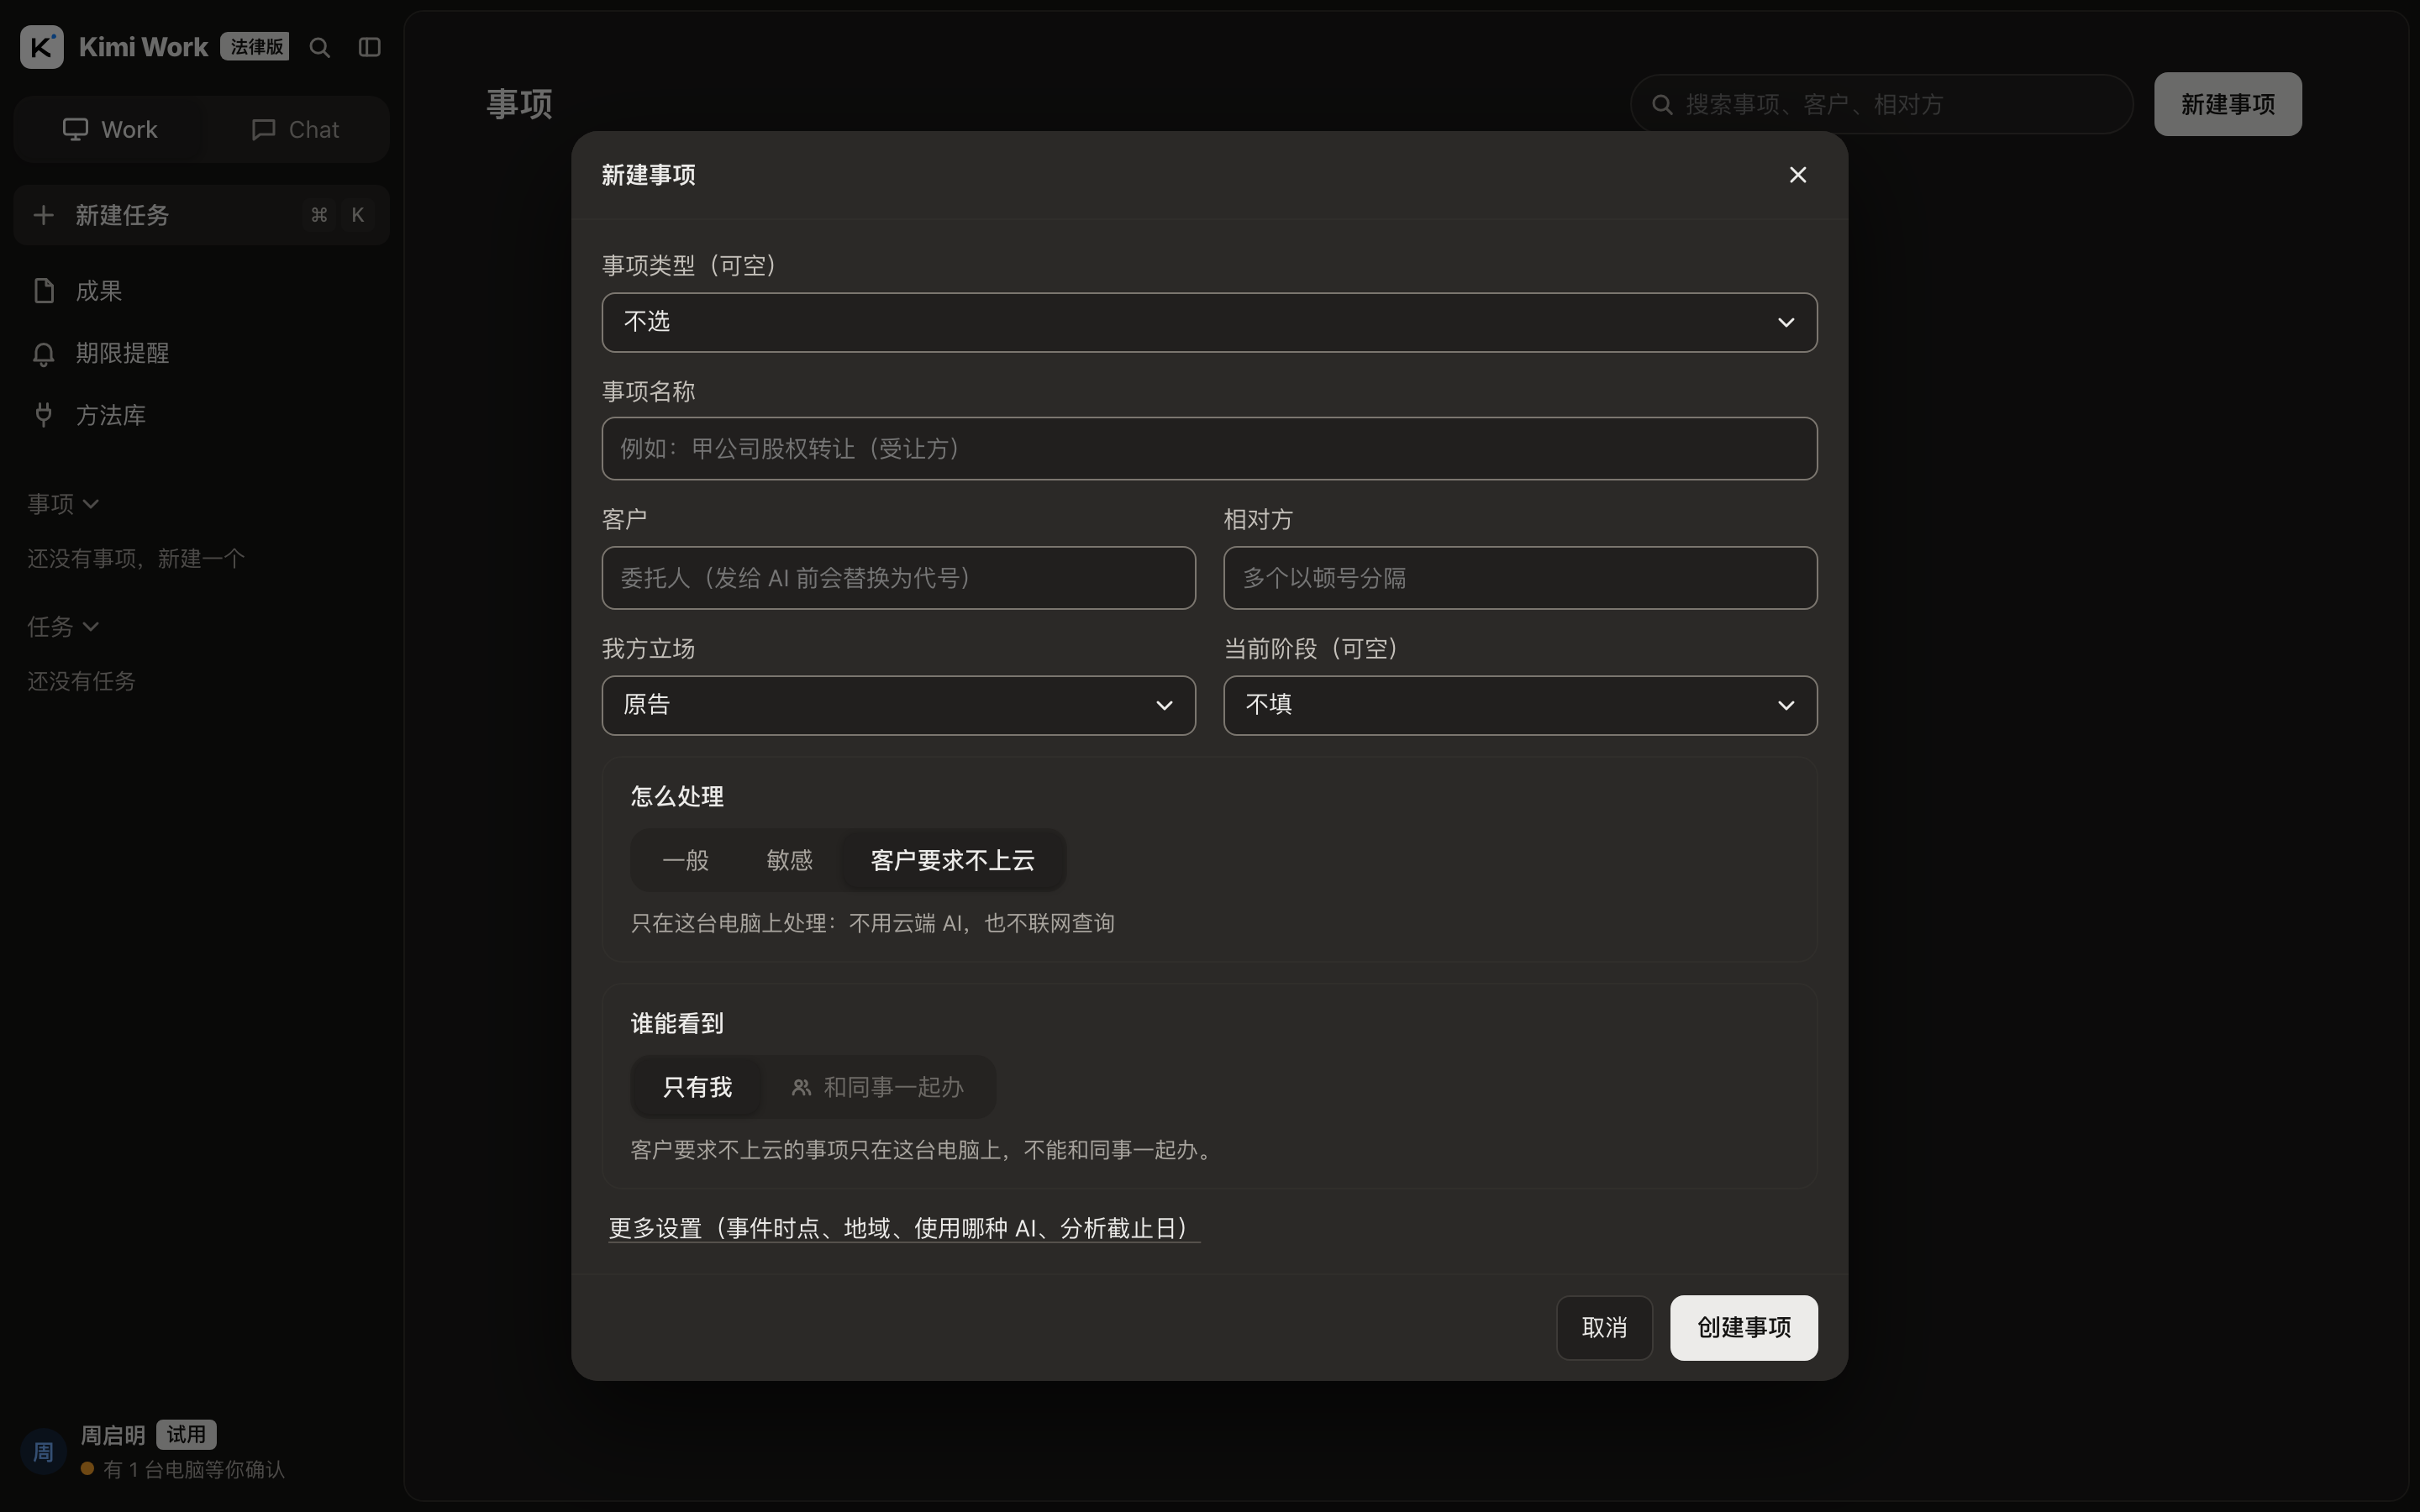 Kimi Work 法律版
Work
Chat
新建任务 ⌘ K
成果
期限提醒
方法库
事项
还没有事项，新建一个
任务
还没有任务
周 周启明 试用
有 1 台电脑等你确认
事项
搜索事项、客户、相对方
新建事项
新建事项
事项类型（可空）
不选
事项名称
例如：甲公司股权转让（受让方）
客户
委托人（发给 AI 前会替换为代号）
相对方
多个以顿号分隔
我方立场
原告
当前阶段（可空）
不填
怎么处理
一般 敏感 客户要求不上云
只在这台电脑上处理：不用云端 AI，也不联网查询
谁能看到
只有我 和同事一起办
客户要求不上云的事项只在这台电脑上，不能和同事一起办。
更多设置（事件时点、地域、使用哪种 AI、分析截止日）
取消 创建事项